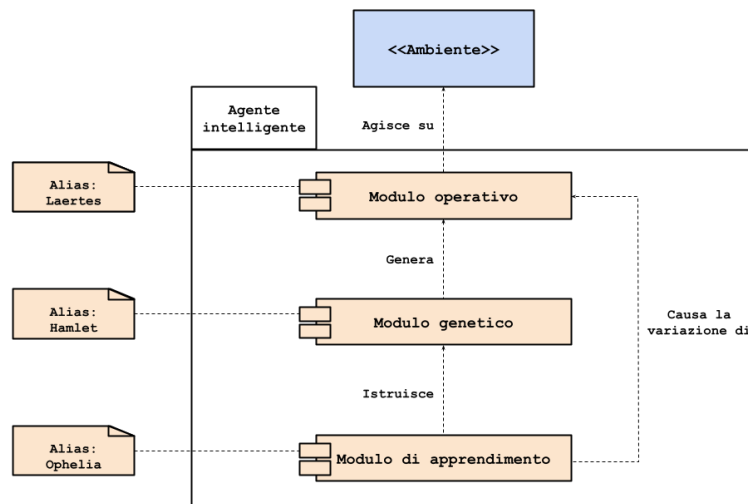 <<Ambiente>>
Agente
intelligente
Agisce su
Alias:
Laertes
Modulo operativo
Genera
Alias:
Hamlet
Modulo genetico
Causa la
variazione di
Istruisce
Alias:
Ophelia
Modulo di apprendimento